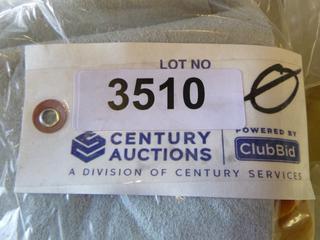 LOT NO
3510
CENTURY
AUCTIONS
POWERED BY
ClubBid
A DIVISION OF CENTURY SERVICES